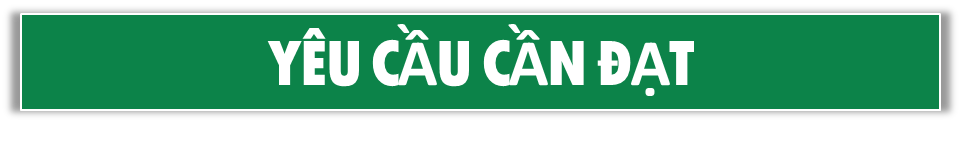 YÊU CẦU CẦN ĐẠT